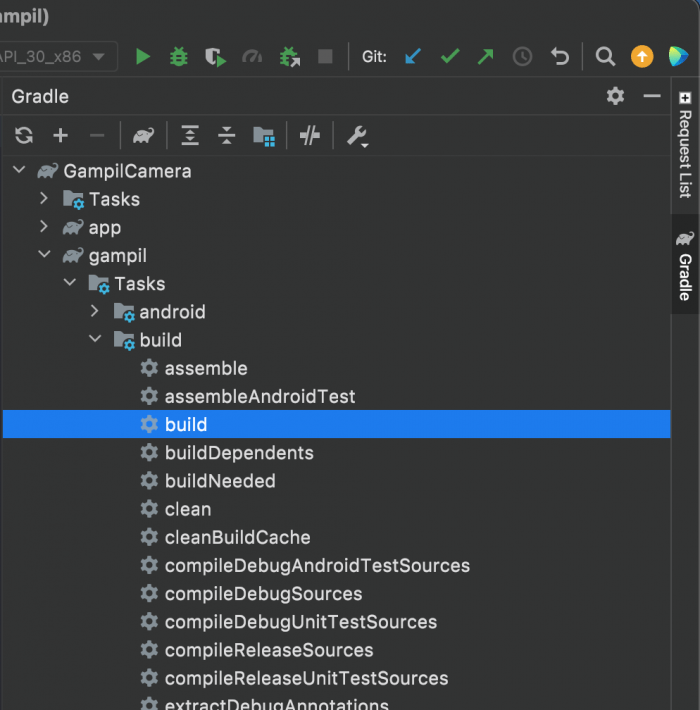 ampil)
API_30_x86
Git:
Gradle
Request List
Gradle
GampilCamera
Tasks
app
gampil
Tasks
android
build
assemble
assembleAndroidTest
build
buildDependents
buildNeeded
clean
cleanBuildCache
compileDebugAndroidTestSources
compileDebugSources
compileDebugUnitTestSources
compileReleaseSources
compileReleaseUnitTestSources
extractDebugAnnotations